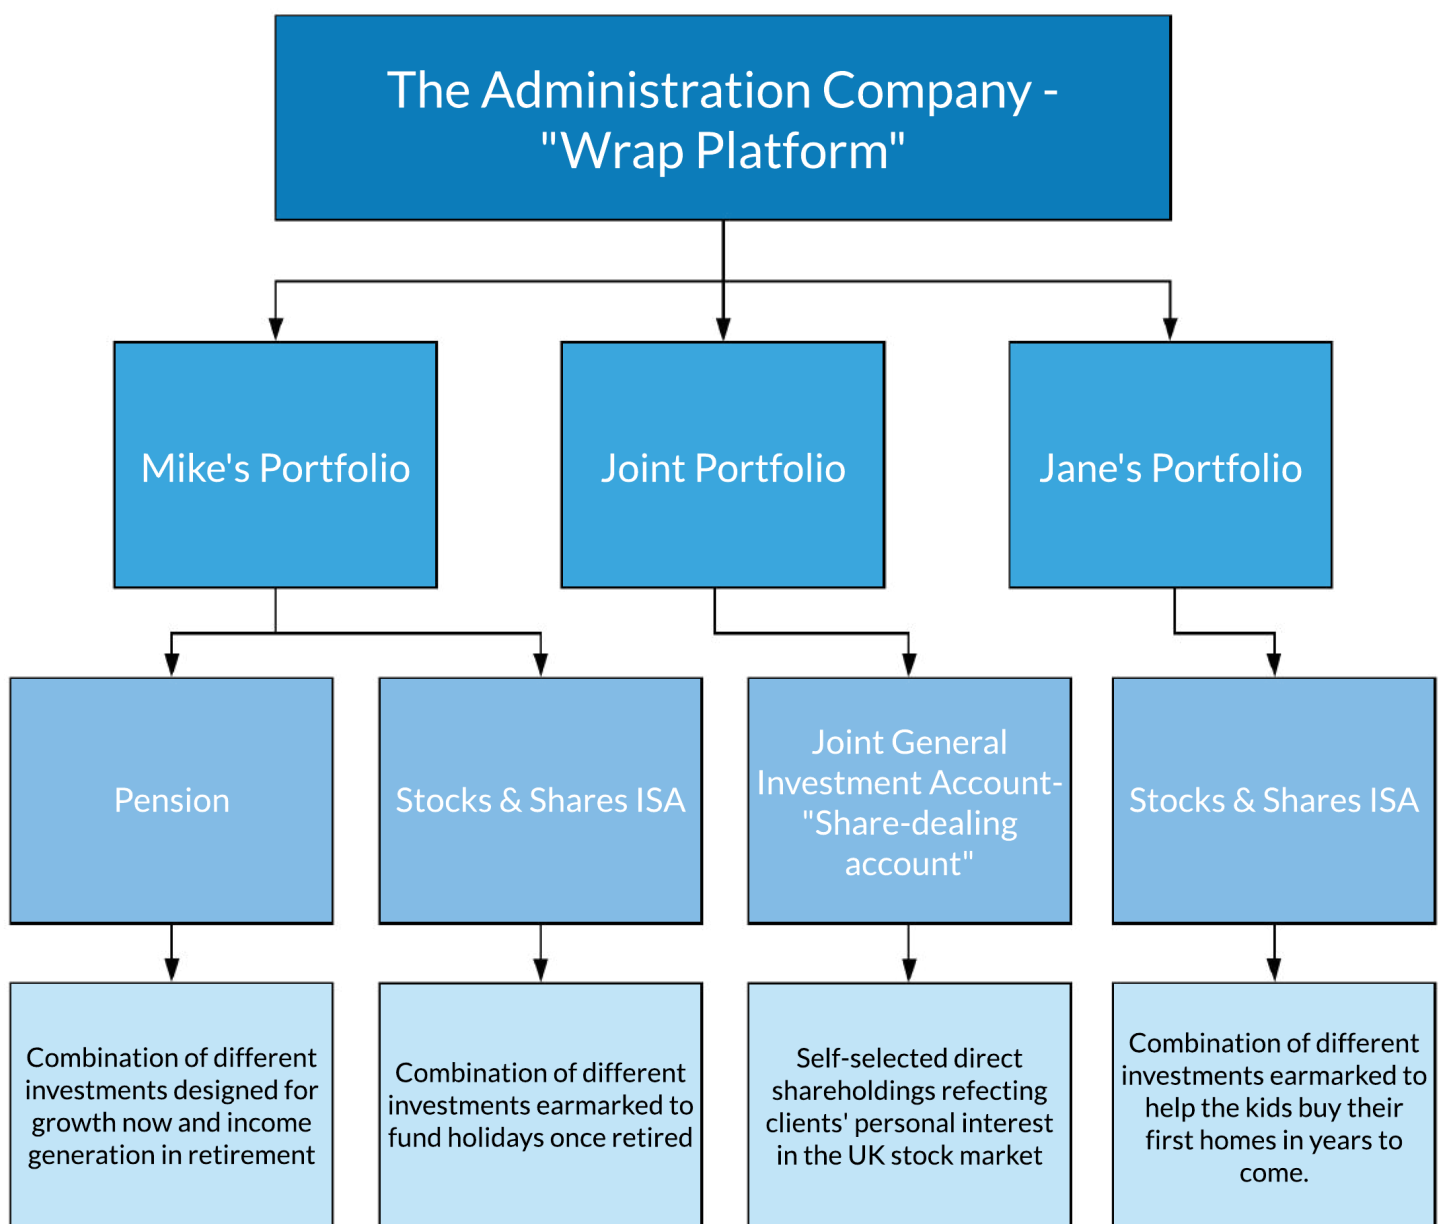 The Administration Company -
"Wrap Platform"
Mike's Portfolio
Joint Portfolio
Jane's Portfolio
Pension
Stocks & Shares ISA
Joint General
Investment Account-
"Share-dealing
account"
Stocks & Shares ISA
Combination of different
investments designed for
growth now and income
generation in retirement
Combination of different
investments earmarked to
fund holidays once retired
Self-selected direct
shareholdings refecting
clients' personal interest
in the UK stock market
Combination of different
investments earmarked to
help the kids buy their
first homes in years to
come.